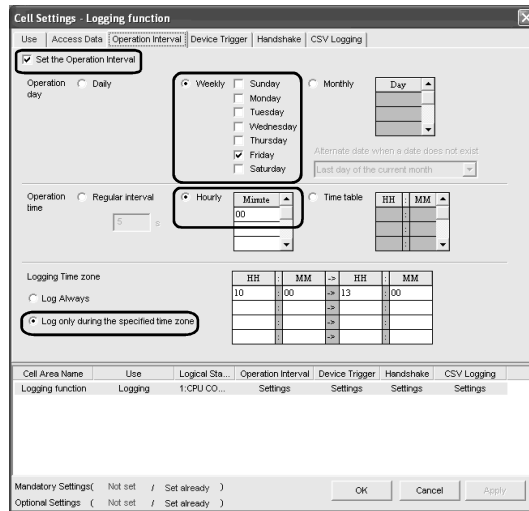 Cell Settings - Logging function
Use Access Data Operation Interval Device Trigger Handshake CSV Logging
Set the Operation Interval
Operation day Daily Weekly Sunday Monthly Day
Monday
Tuesday
Wednesday
Thursday
Friday
Saturday
Alternate date when a date does not exist
Last day of the current month
Operation time Regular interval Hourly Minute Time table HH : MM
5 s 00 :
:
:
Logging Time zone HH : MM -> HH : MM
Log Always 10 : 00 -> 13 : 00
: -> :
Log only during the specified time zone : -> :
: -> :
Cell Area Name Use Logical Sta... Operation Interval Device Trigger Handshake CSV Logging
Logging function Logging 1:CPU CO... Settings Settings Settings Settings
Mandatory Settings( Not set / Set already )
Optional Settings ( Not set / Set already )
OK Cancel Apply